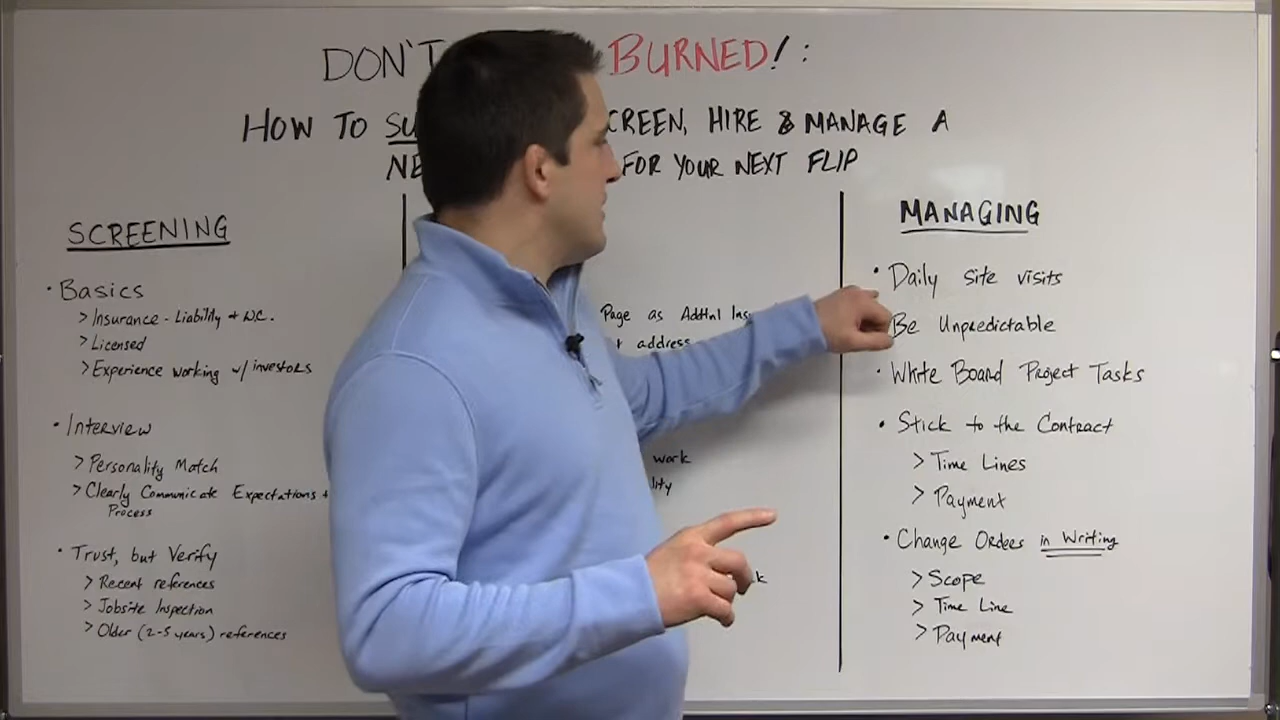 DON'T BURNED! :
HOW TO SU CREEN, HIRE & MANAGE A
NE FOR YOUR NEXT FLIP
SCREENING
• Basics
> Insurance - Liability + W.C.
> Licensed
> Experience working w/ investors
• Interview
> Personality Match
> Clearly Communicate Expectations +
Process
• Trust, but Verify
> Recent references
> Jobsite Inspection
> Older (2-5 years) references
Page as Addtnl Ins
t address
work
lity
k
MANAGING
• Daily site visits
Be Unpredictable
• White Board Project Tasks
• Stick to the Contract
> Time Lines
> Payment
• Change Orders in Writing
> Scope
> Time Line
> Payment